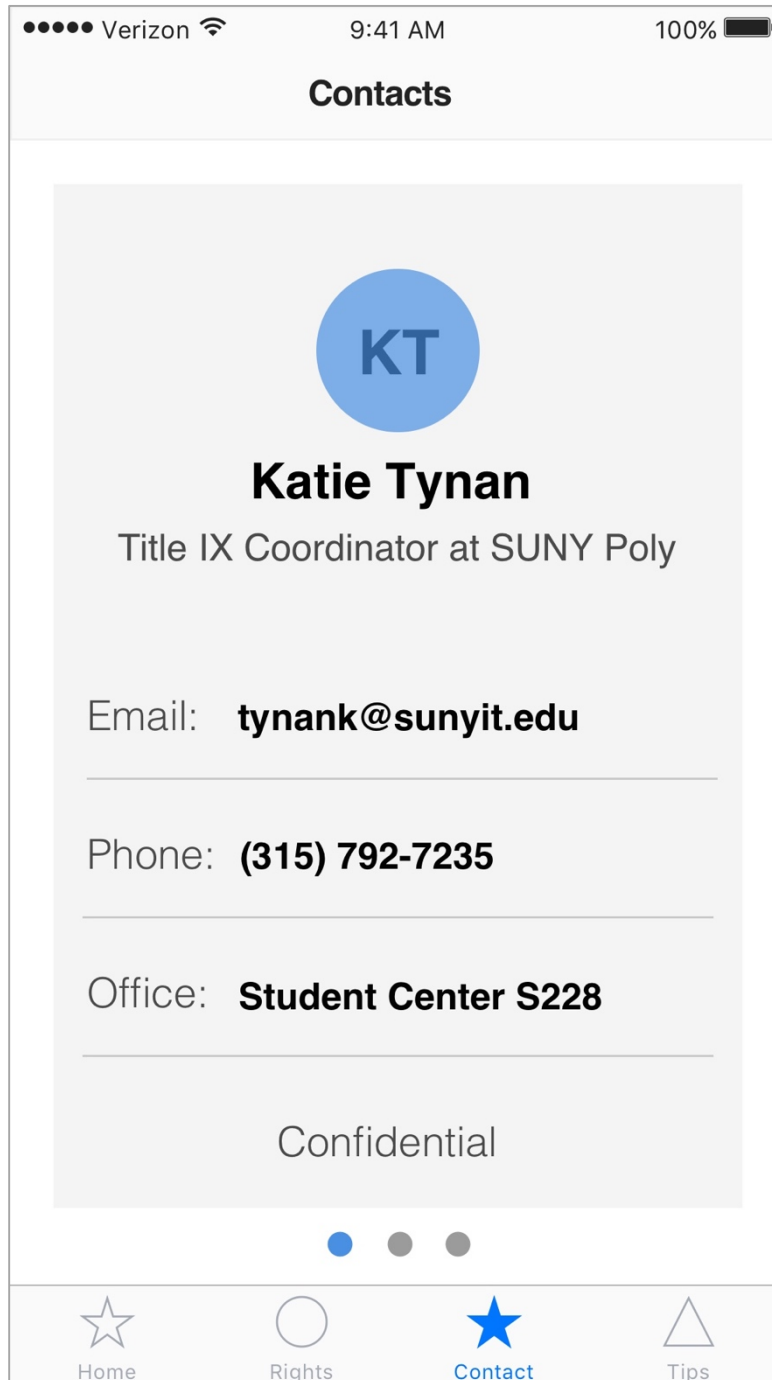 Verizon 9:41 AM 100%
Contacts
KT
Katie Tynan
Title IX Coordinator at SUNY Poly
Email: tynank@sunyit.edu
Phone: (315) 792-7235
Office: Student Center S228
Confidential
Home Rights Contact Tips